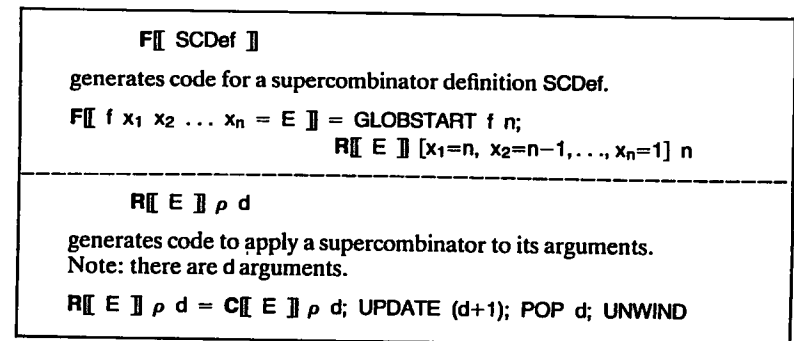 F⟦ SCDef ⟧
generates code for a supercombinator definition SCDef.
F⟦ f x₁ x₂ ... xₙ = E ⟧ = GLOBSTART f n;
R⟦ E ⟧ [x₁=n, x₂=n−1,..., xₙ=1] n
R⟦ E ⟧ ρ d
generates code to apply a supercombinator to its arguments.
Note: there are d arguments.
R⟦ E ⟧ ρ d = C⟦ E ⟧ ρ d; UPDATE (d+1); POP d; UNWIND